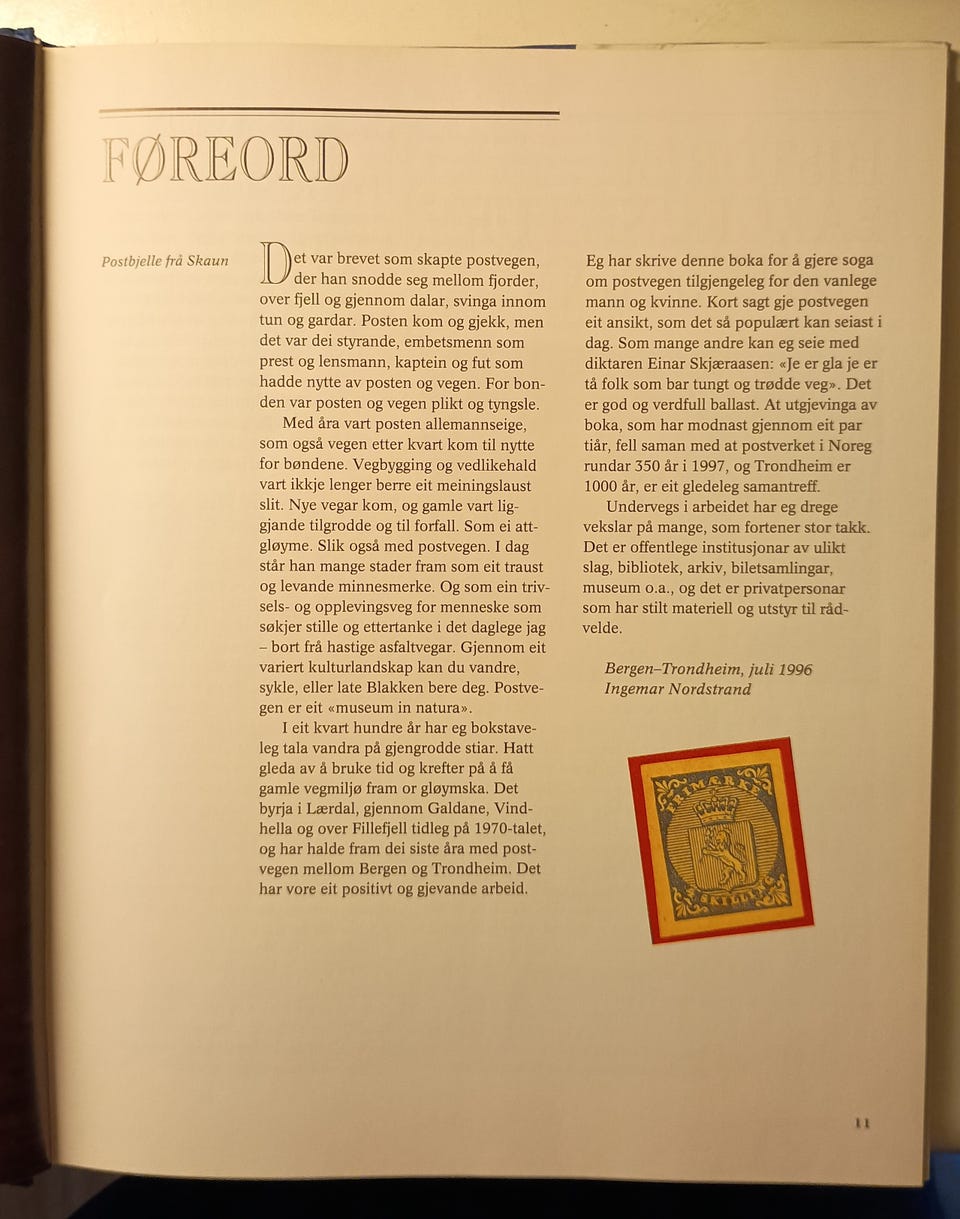 FØREORD
Postbjelle frå Skaun
Det var brevet som skapte postvegen,
der han snodde seg mellom fjorder,
over fjell og gjennom dalar, svinga innom
tun og gardar. Posten kom og gjekk, men
det var dei styrande, embetsmenn som
prest og lensmann, kaptein og fut som
hadde nytte av posten og vegen. For bon-
den var posten og vegen plikt og tyngsle.
Med åra vart posten allemannseige,
som også vegen etter kvart kom til nytte
for bøndene. Vegbygging og vedlikehald
vart ikkje lenger berre eit meiningslaust
slit. Nye vegar kom, og gamle vart lig-
gjande tilgrodde og til forfall. Som ei att-
gløyme. Slik også med postvegen. I dag
står han mange stader fram som eit traust
og levande minnesmerke. Og som ein triv-
sels- og opplevingsveg for menneske som
søkjer stille og ettertanke i det daglege jag
– bort frå hastige asfaltvegar. Gjennom eit
variert kulturlandskap kan du vandre,
sykle, eller late Blakken bere deg. Postve-
gen er eit «museum in natura».
I eit kvart hundre år har eg bokstave-
leg tala vandra på gjengrodde stiar. Hatt
gleda av å bruke tid og krefter på å få
gamle vegmiljø fram or gløymska. Det
byrja i Lærdal, gjennom Galdane, Vind-
hella og over Fillefjell tidleg på 1970-talet,
og har halde fram dei siste åra med post-
vegen mellom Bergen og Trondheim. Det
har vore eit positivt og gjevande arbeid.
Eg har skrive denne boka for å gjere soga
om postvegen tilgjengeleg for den vanlege
mann og kvinne. Kort sagt gje postvegen
eit ansikt, som det så populært kan seiast i
dag. Som mange andre kan eg seie med
diktaren Einar Skjæraasen: «Je er gla je er
tå folk som bar tungt og trødde veg». Det
er god og verdfull ballast. At utgjevinga av
boka, som har modnast gjennom eit par
tiår, fell saman med at postverket i Noreg
rundar 350 år i 1997, og Trondheim er
1000 år, er eit gledeleg samantreff.
Undervegs i arbeidet har eg drege
vekslar på mange, som fortener stor takk.
Det er offentlege institusjonar av ulikt
slag, bibliotek, arkiv, biletsamlingar,
museum o.a., og det er privatpersonar
som har stilt materiell og utstyr til råd-
velde.
Bergen–Trondheim, juli 1996
Ingemar Nordstrand
FRIMÆRKE
SKILL
11